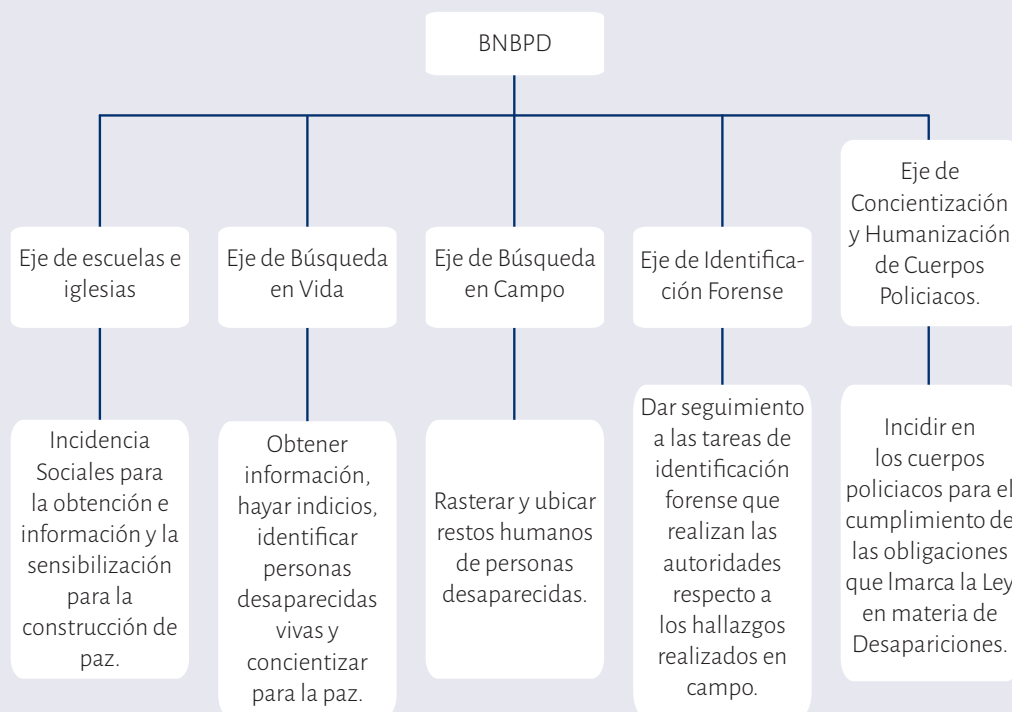 BNBPD
Eje de escuelas e
iglesias
Eje de Búsqueda
en Vida
Eje de Búsqueda
en Campo
Eje de Identifica-
ción Forense
Eje de
Concientización
y Humanización
de Cuerpos
Policiacos.
Incidencia
Sociales para
la obtención e
información y la
sensibilización
para la
construcción de
paz.
Obtener
información,
hayar indicios,
identificar
personas
desaparecidas
vivas y
concientizar
para la paz.
Rasterar y ubicar
restos humanos
de personas
desaparecidas.
Dar seguimiento
a las tareas de
identificación
forense que
realizan las
autoridades
respecto a
los hallazgos
realizados en
campo.
Incidir en
los cuerpos
policiacos para el
cumplimiento de
las obligaciones
que lmarca la Ley
en materia de
Desapariciones.